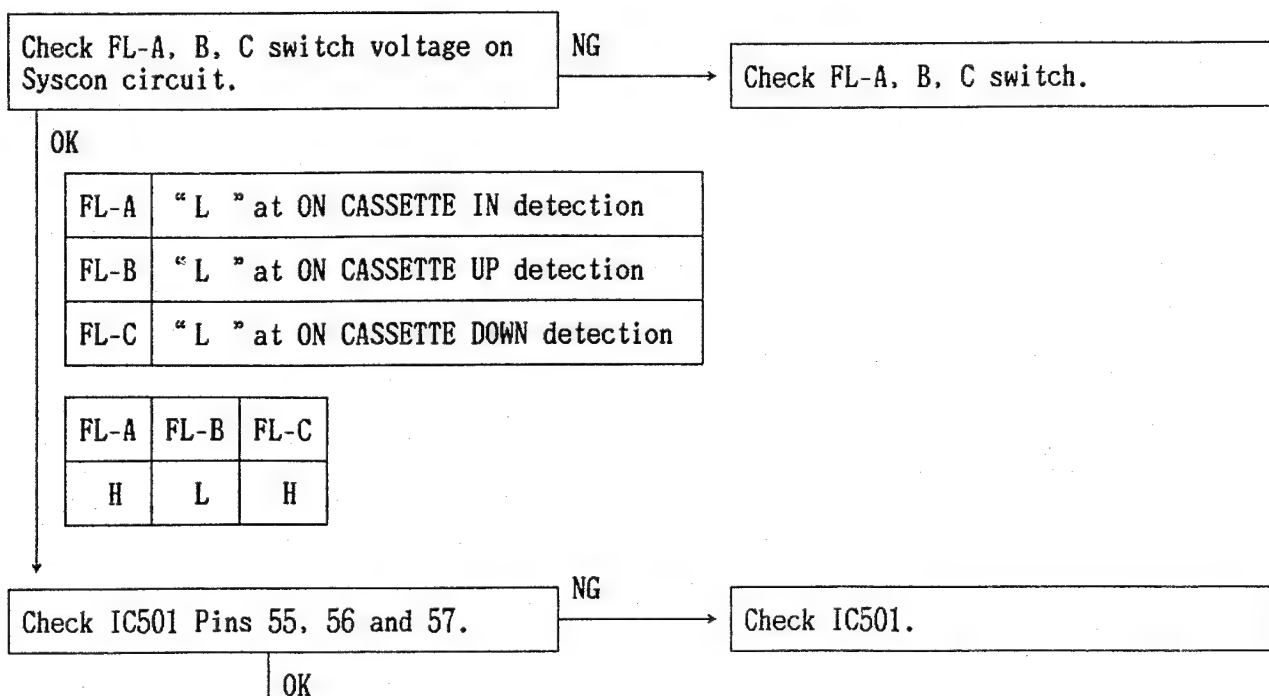 Check FL-A, B, C switch voltage on
Syscon circuit.
NG
Check FL-A, B, C switch.
OK
FL-A “L ” at ON CASSETTE IN detection
FL-B “L ” at ON CASSETTE UP detection
FL-C “L ” at ON CASSETTE DOWN detection
FL-A FL-B FL-C
H L H
Check IC501 Pins 55, 56 and 57.
NG
Check IC501.
OK